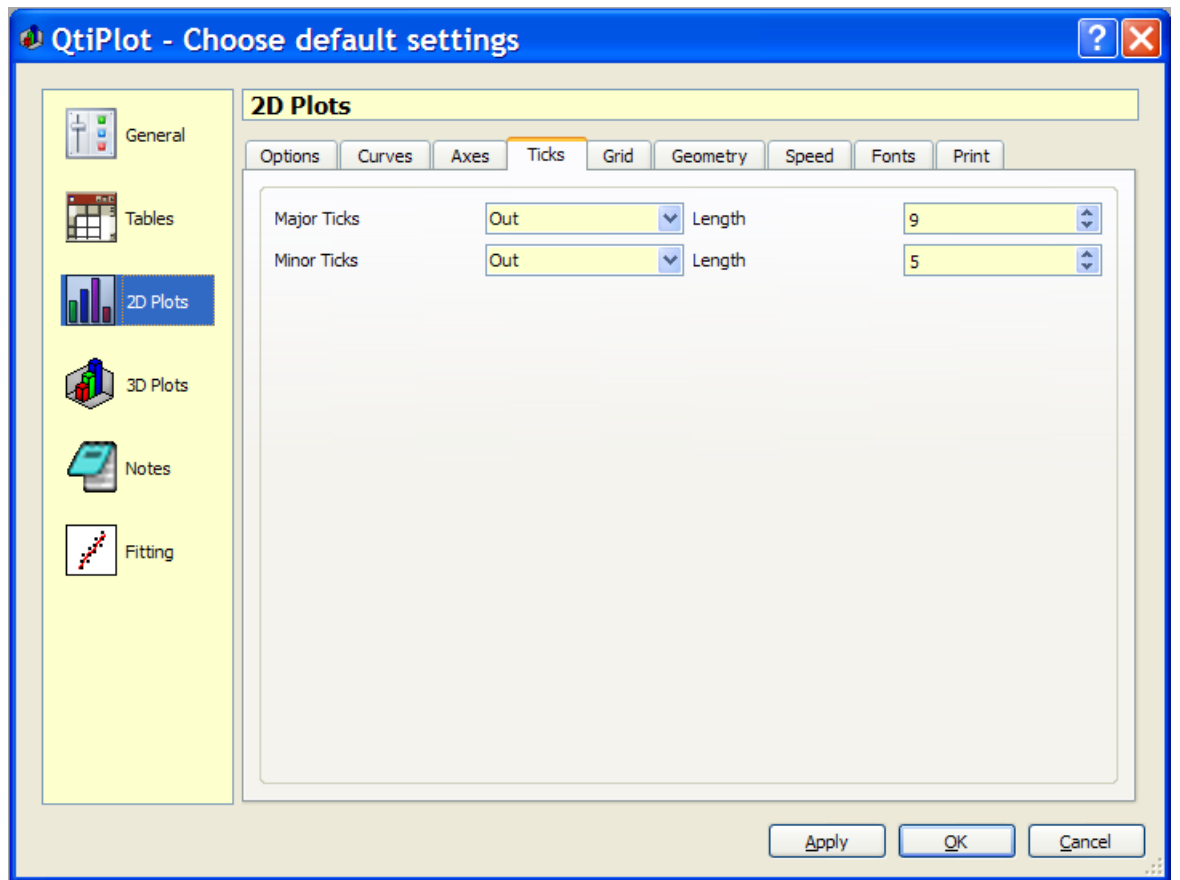 QtiPlot - Choose default settings
General
Tables
2D Plots
3D Plots
Notes
Fitting
2D Plots
Options Curves Axes Ticks Grid Geometry Speed Fonts Print
Major Ticks Out Length 9
Minor Ticks Out Length 5
Apply OK Cancel